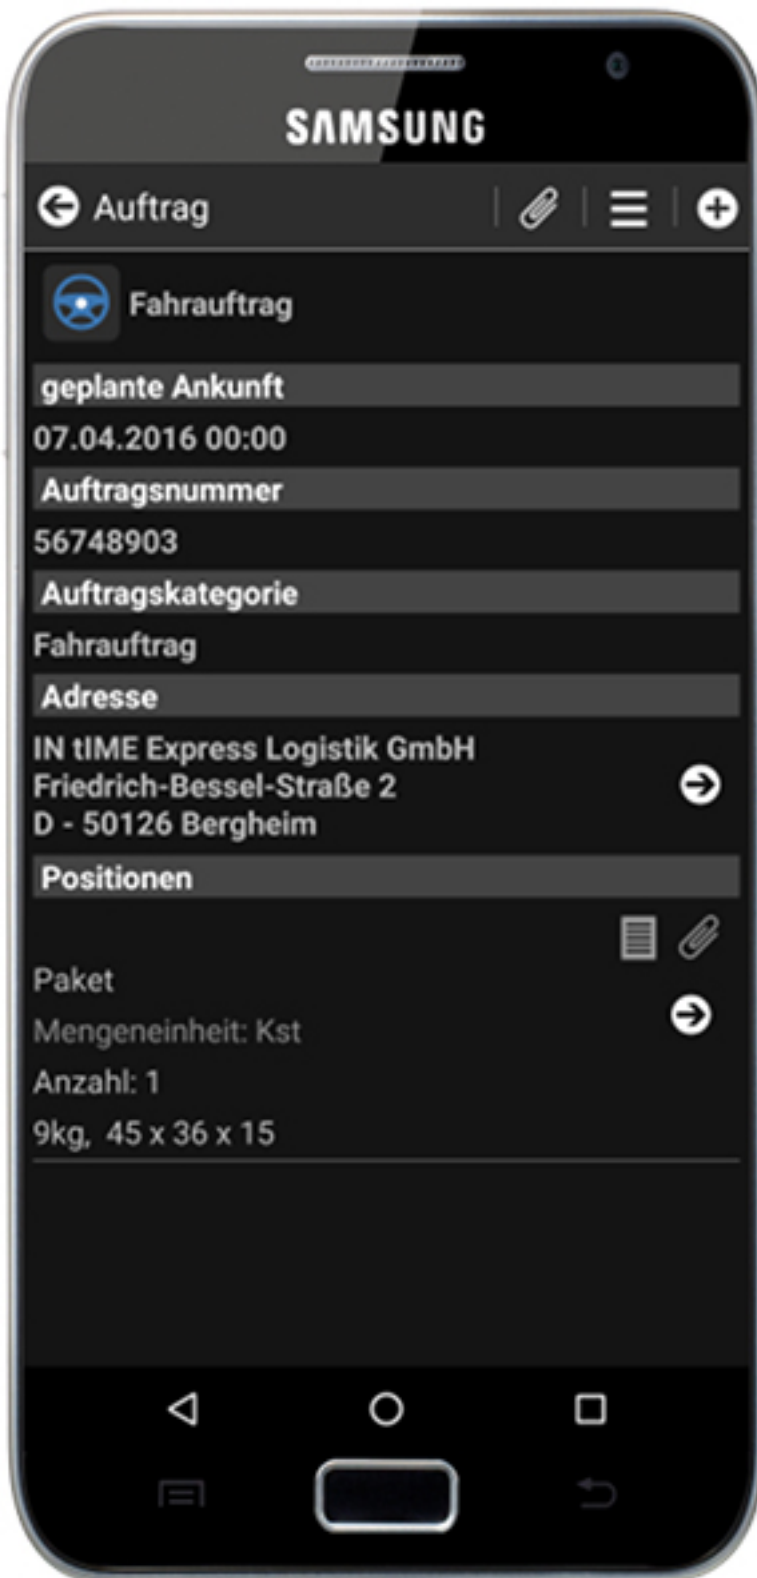 SAMSUNG
Auftrag
Fahrauftrag
geplante Ankunft
07.04.2016 00:00
Auftragsnummer
56748903
Auftragskategorie
Fahrauftrag
Adresse
IN tIME Express Logistik GmbH
Friedrich-Bessel-Straße 2
D - 50126 Bergheim
Positionen
Paket
Mengeneinheit: Kst
Anzahl: 1
9kg,  45 x 36 x 15